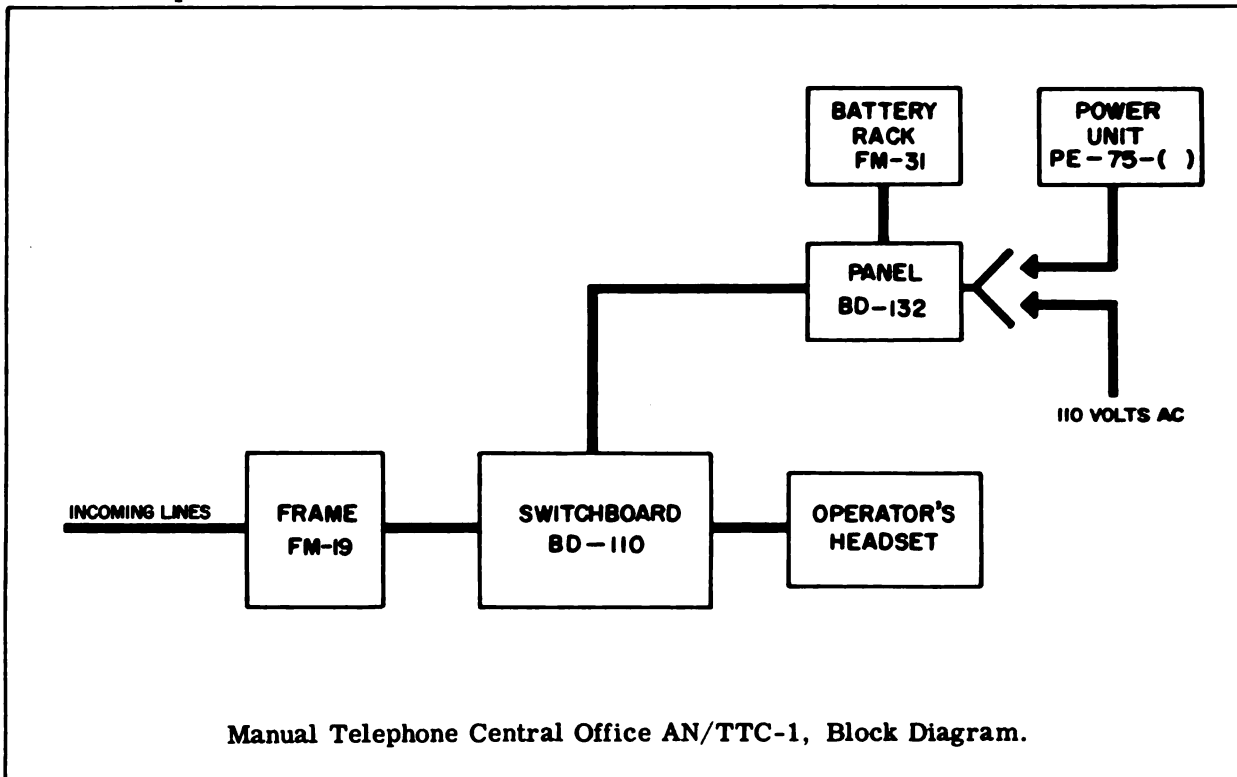 BATTERY
RACK
FM-31
POWER
UNIT
PE-75-( )
PANEL
BD-132
110 VOLTS AC
INCOMING LINES
FRAME
FM-19
SWITCHBOARD
BD-110
OPERATOR'S
HEADSET
Manual Telephone Central Office AN/TTC-1, Block Diagram.